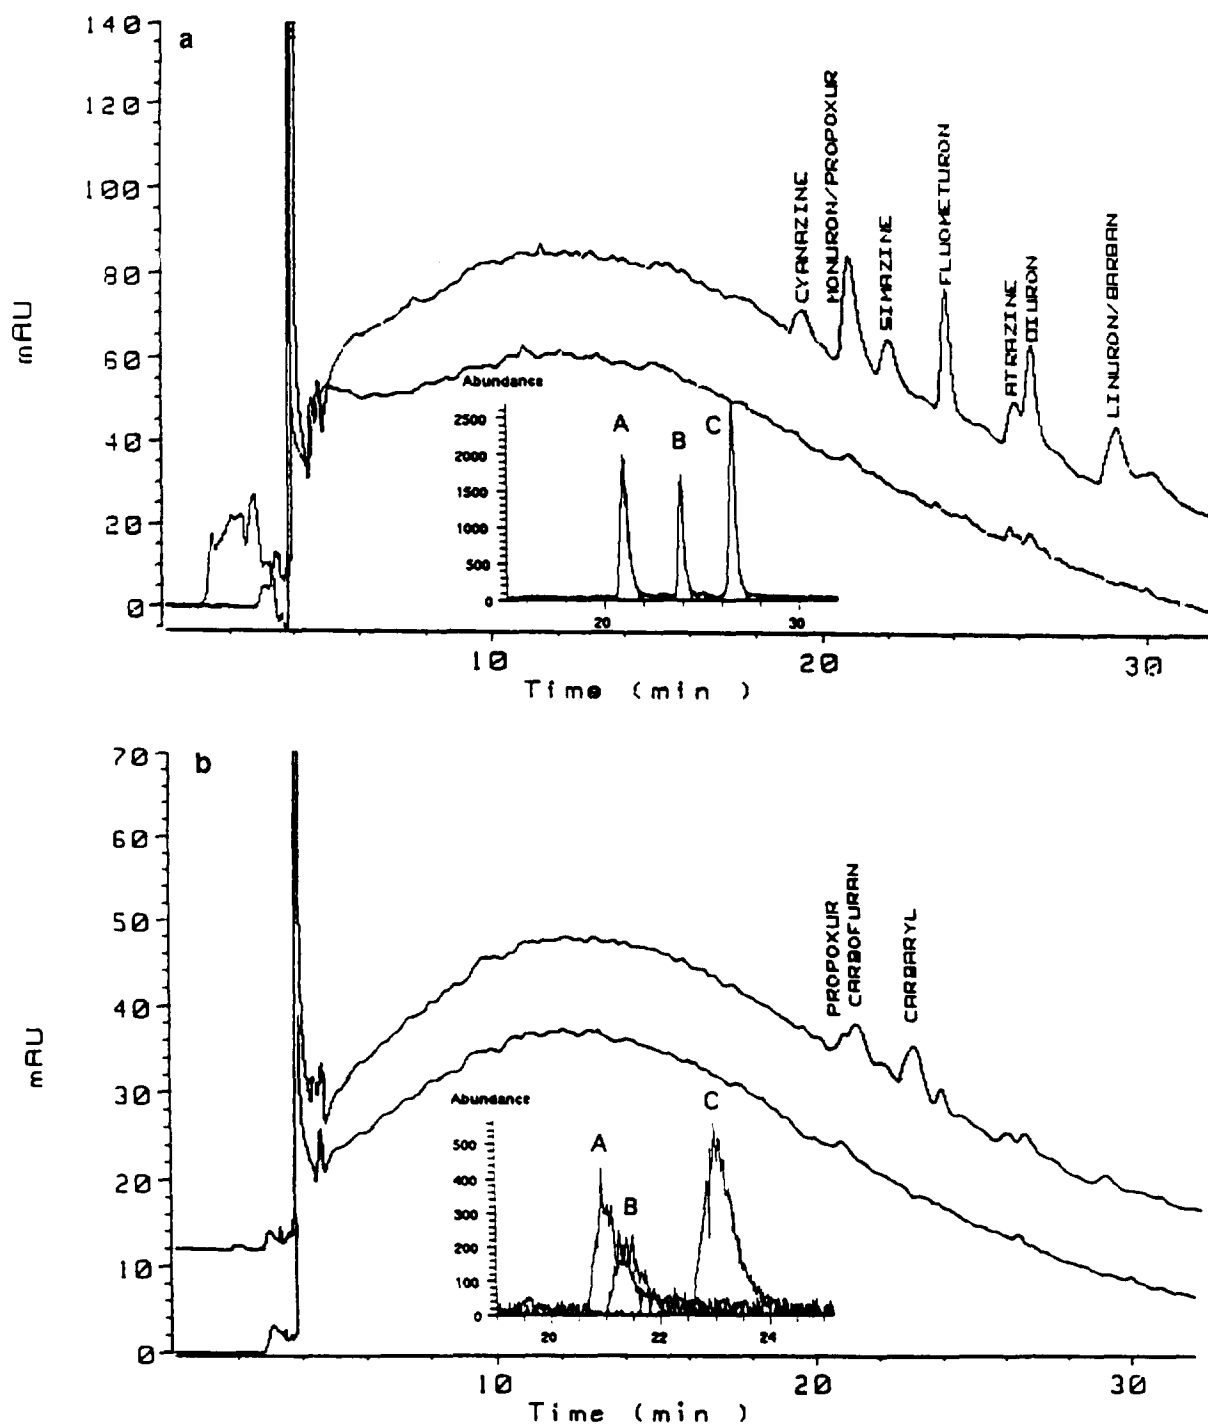 a
140
120
100
80
60
40
20
0
mAU
CYANAZINE
MONURON/PROPOXUR
SIMAZINE
FLUOMETURON
ATRAZINE
DIURON
LINURON/BARBAN
Abundance
2500
2000
1500
1000
500
0
A
B
C
20
30
10
20
30
Time (min )
b
70
60
50
40
30
20
10
0
mAU
PROPOXUR
CARBOFURAN
CARBARYL
Abundance
500
400
300
200
100
0
A
B
C
20
22
24
10
20
30
Time (min )